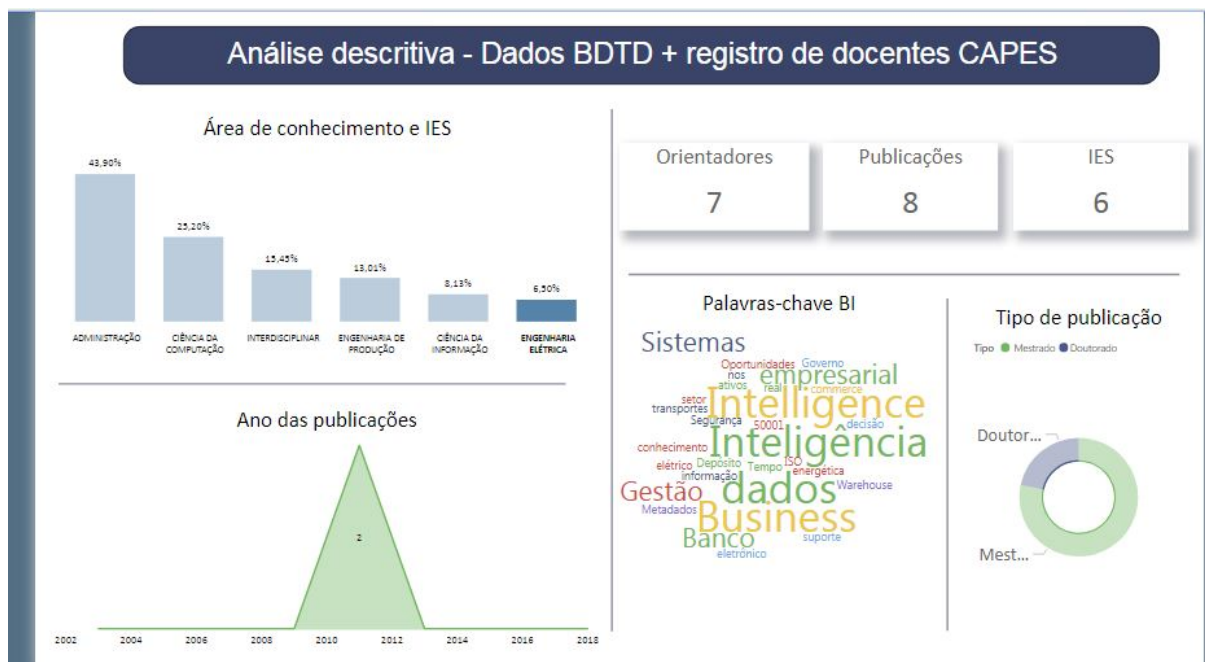 Análise descritiva - Dados BDTD + registro de docentes CAPES
Área de conhecimento e IES
43,90%
25,20%
15,45%
13,01%
8,13%
6,50%
ADMINISTRAÇÃO
CIÊNCIA DA
COMPUTAÇÃO
INTERDISCIPLINAR
ENGENHARIA DE
PRODUÇÃO
CIÊNCIA DA
INFORMAÇÃO
ENGENHARIA
ELÉTRICA
Ano das publicações
2
2002 2004 2006 2008 2010 2012 2014 2016 2018
Orientadores
7
Publicações
8
IES
6
Palavras-chave BI
Sistemas
Oportunidades Governo
nos empresarial
ativos real commerce
setor Intelligence
transportes
Segurança 50001 decisão
conhecimento Inteligência
elétrico Deposito Tempo ISO energética
informação
Gestão dados Warehouse
Metadados Business
Banco suporte
eletrônico
Tipo de publicação
Tipo Mestrado Doutorado
Doutor...
Mest...